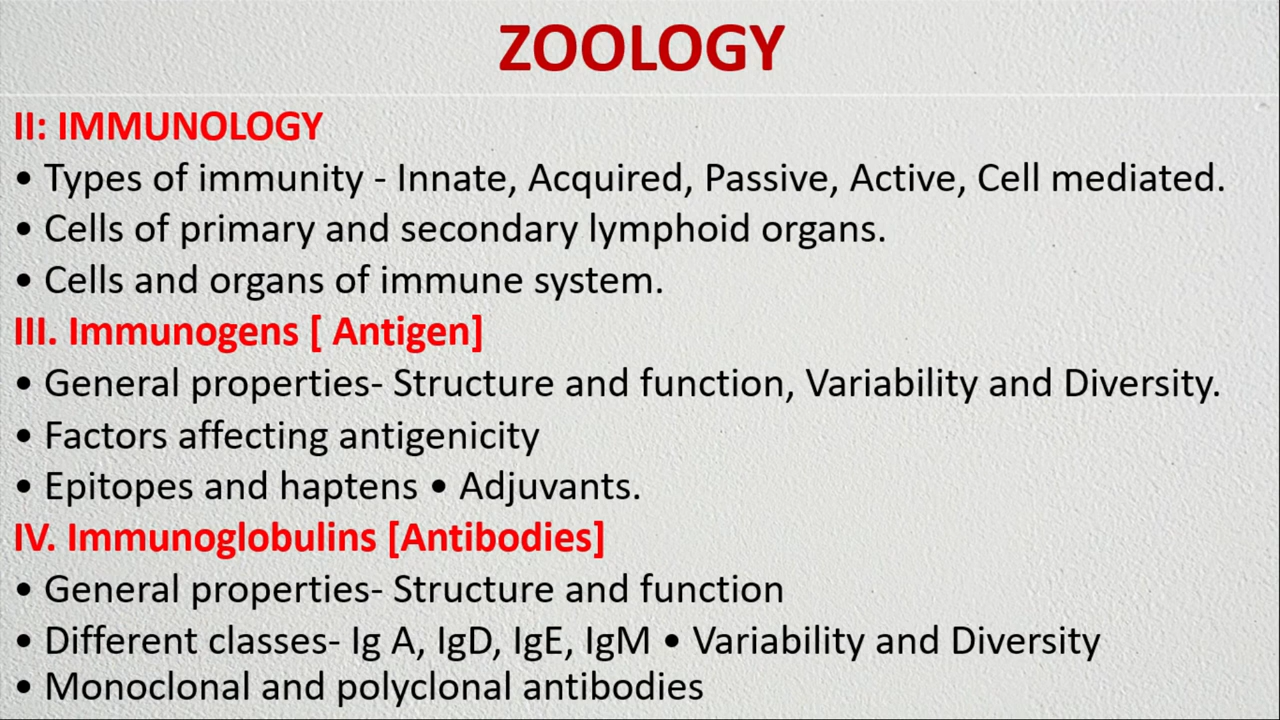 ZOOLOGY
II: IMMUNOLOGY
• Types of immunity - Innate, Acquired, Passive, Active, Cell mediated.
• Cells of primary and secondary lymphoid organs.
• Cells and organs of immune system.
III. Immunogens [ Antigen]
• General properties- Structure and function, Variability and Diversity.
• Factors affecting antigenicity
• Epitopes and haptens • Adjuvants.
IV. Immunoglobulins [Antibodies]
• General properties- Structure and function
• Different classes- Ig A, IgD, IgE, IgM • Variability and Diversity
• Monoclonal and polyclonal antibodies